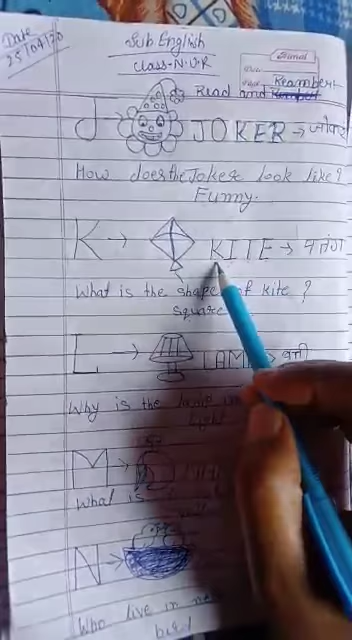 Date
25/04/20
Sub English
Class-N.U.R
Read and
J → JOKER → जोकर
How does the Joker look like?
Funny.
K → KITE → पतंग
What is the shape of kite ?
square
L → LAMP → बत्ती
Why is the
light
M →
What is
N →
Who live in
bird